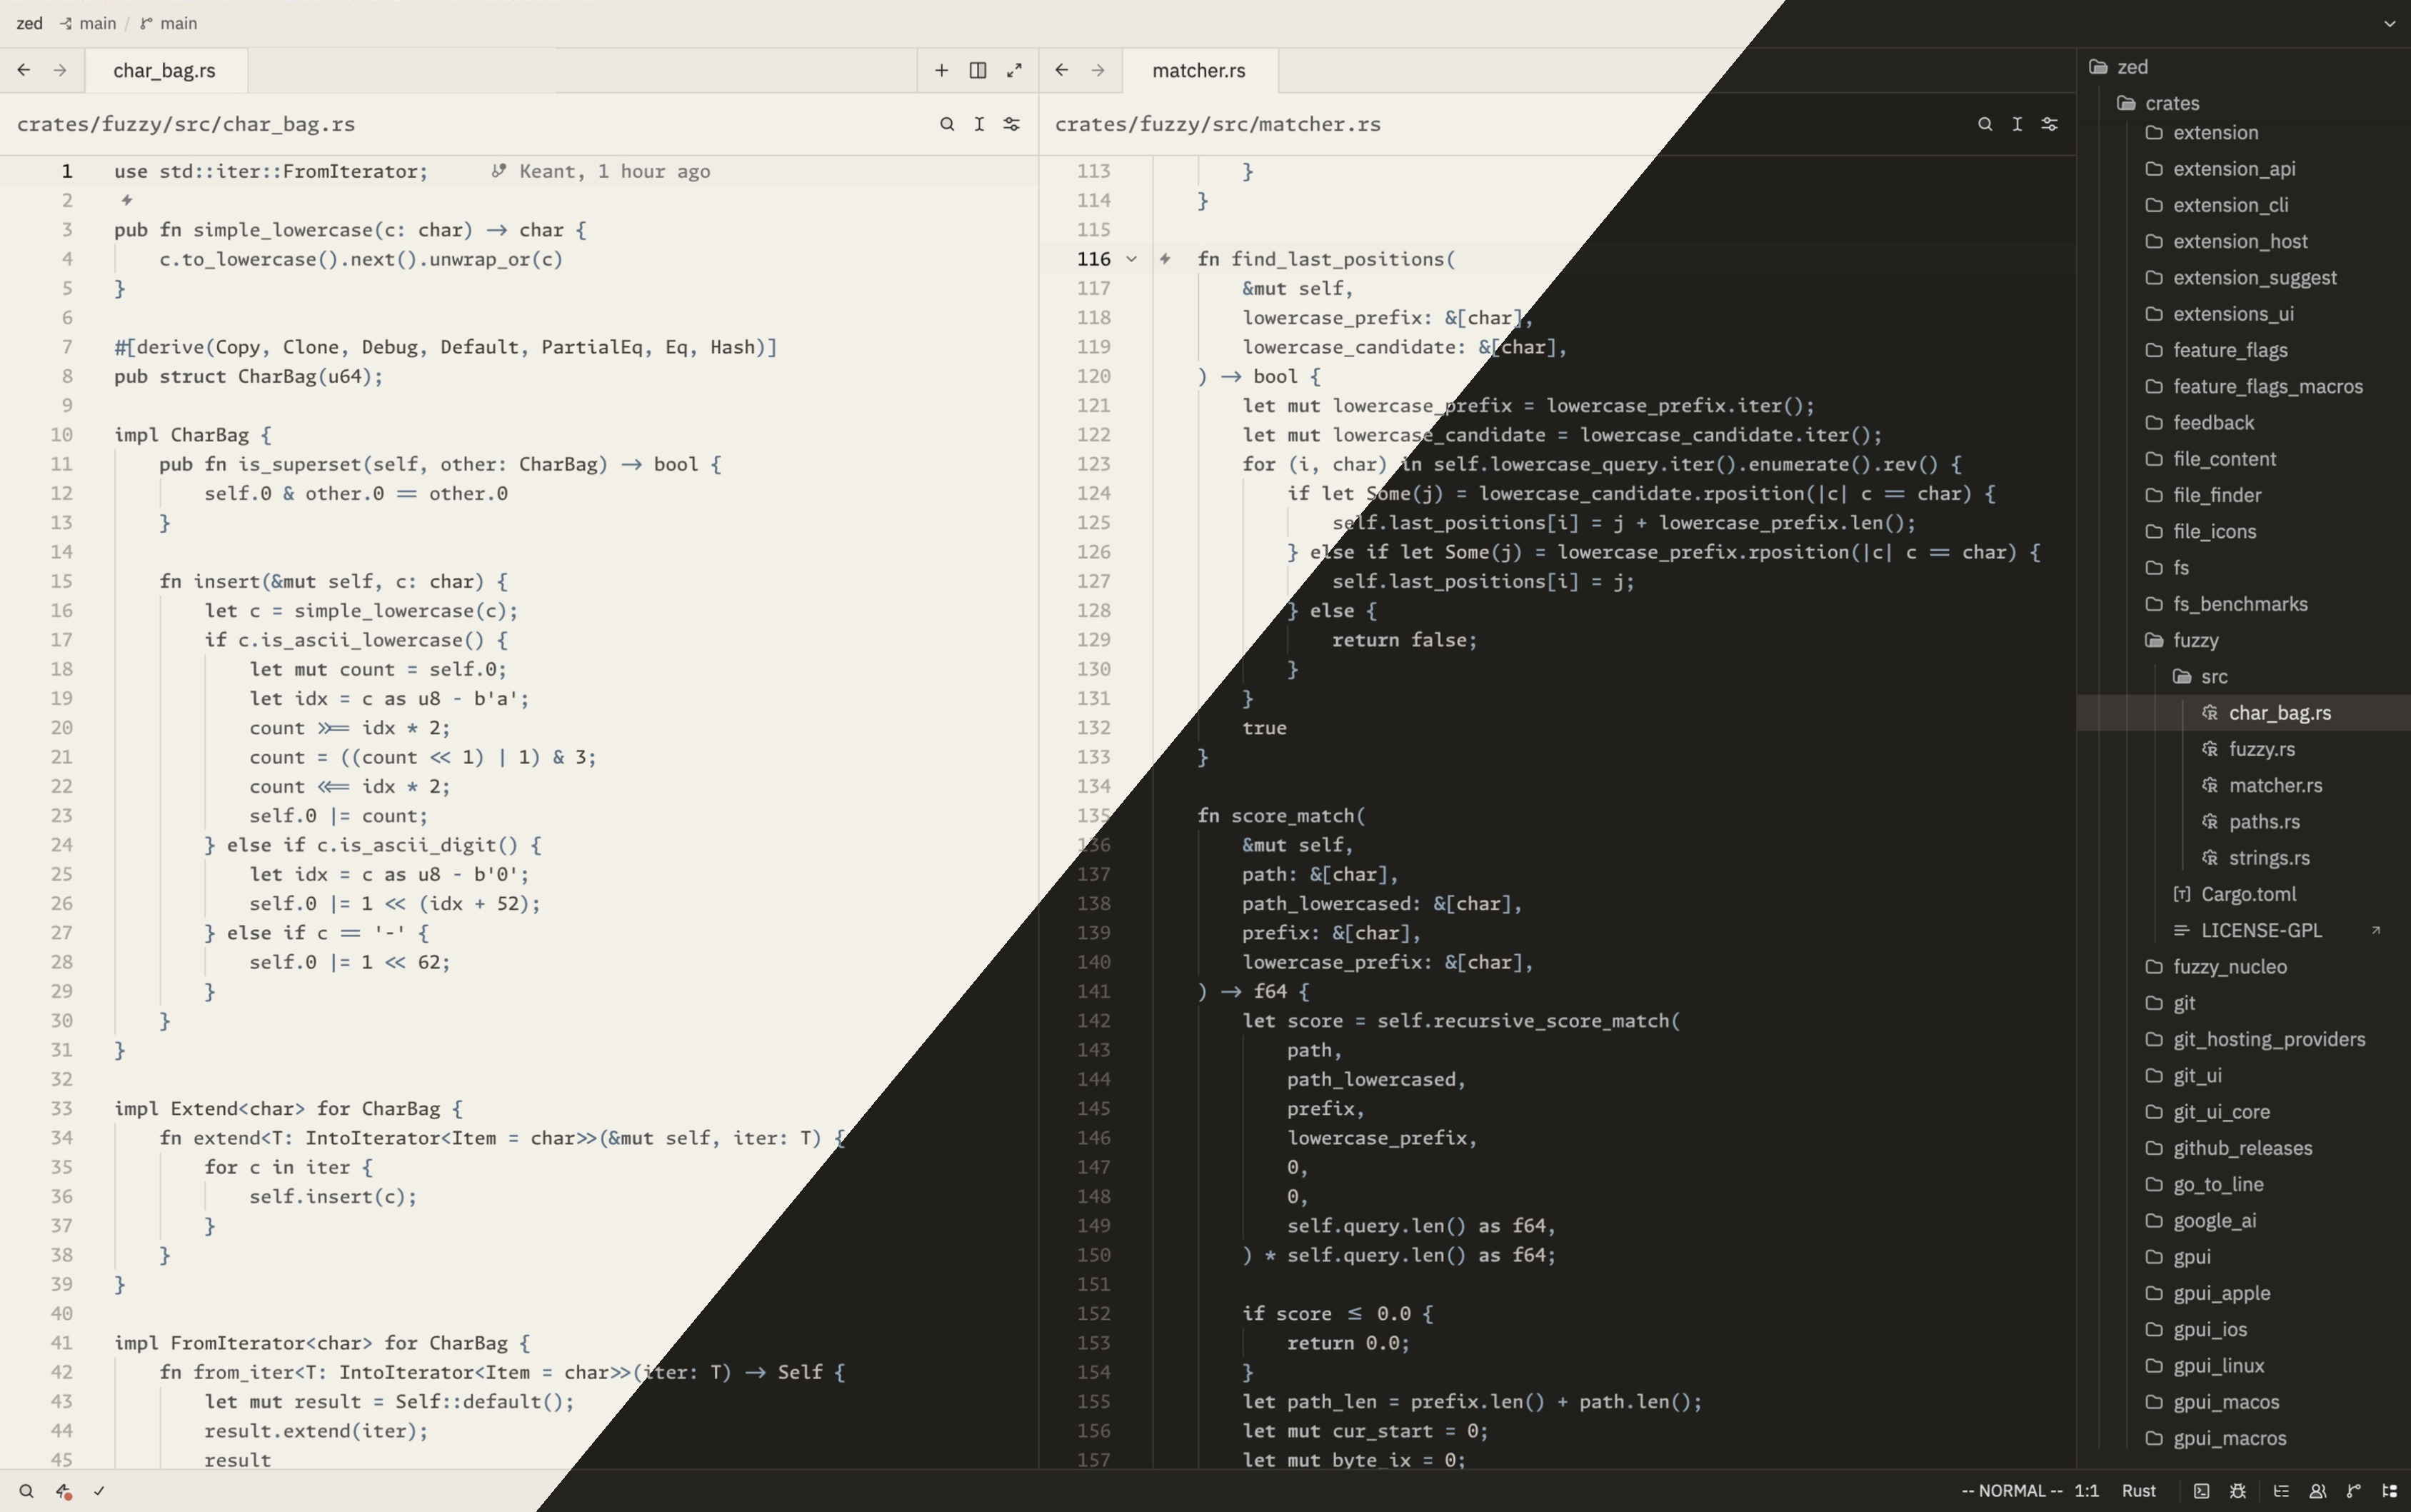 zed main / main
char_bag.rs
crates/fuzzy/src/char_bag.rs
1 use std::iter::FromIterator; Keant, 1 hour ago
2
3 pub fn simple_lowercase(c: char) → char {
4 c.to_lowercase().next().unwrap_or(c)
5 }
6
7 #[derive(Copy, Clone, Debug, Default, PartialEq, Eq, Hash)]
8 pub struct CharBag(u64);
9
10 impl CharBag {
11 pub fn is_superset(self, other: CharBag) → bool {
12 self.0 & other.0 == other.0
13 }
14
15 fn insert(&mut self, c: char) {
16 let c = simple_lowercase(c);
17 if c.is_ascii_lowercase() {
18 let mut count = self.0;
19 let idx = c as u8 - b'a';
20 count >>= idx * 2;
21 count = ((count << 1) | 1) & 3;
22 count <<= idx * 2;
23 self.0 |= count;
24 } else if c.is_ascii_digit() {
25 let idx = c as u8 - b'0';
26 self.0 |= 1 << (idx + 52);
27 } else if c == '-' {
28 self.0 |= 1 << 62;
29 }
30 }
31 }
32
33 impl Extend<char> for CharBag {
34 fn extend<T: IntoIterator<Item = char>>(&mut self, iter: T) {
35 for c in iter {
36 self.insert(c);
37 }
38 }
39 }
40
41 impl FromIterator<char> for CharBag {
42 fn from_iter<T: IntoIterator<Item = char>>(iter: T) → Self {
43 let mut result = Self::default();
44 result.extend(iter);
45 result
matcher.rs
crates/fuzzy/src/matcher.rs
113 }
114 }
115
116 fn find_last_positions(
117 &mut self,
118 lowercase_prefix: &[char],
119 lowercase_candidate: &[char],
120 ) → bool {
121 let mut lowercase_prefix = lowercase_prefix.iter();
122 let mut lowercase_candidate = lowercase_candidate.iter();
123 for (i, char) in self.lowercase_query.iter().enumerate().rev() {
124 if let Some(j) = lowercase_candidate.rposition(|c| c == char) {
125 self.last_positions[i] = j + lowercase_prefix.len();
126 } else if let Some(j) = lowercase_prefix.rposition(|c| c == char) {
127 self.last_positions[i] = j;
128 } else {
129 return false;
130 }
131 }
132 true
133 }
134
135 fn score_match(
136 &mut self,
137 path: &[char],
138 path_lowercased: &[char],
139 prefix: &[char],
140 lowercase_prefix: &[char],
141 ) → f64 {
142 let score = self.recursive_score_match(
143 path,
144 path_lowercased,
145 prefix,
146 lowercase_prefix,
147 0,
148 0,
149 self.query.len() as f64,
150 ) * self.query.len() as f64;
151
152 if score ≤ 0.0 {
153 return 0.0;
154 }
155 let path_len = prefix.len() + path.len();
156 let mut cur_start = 0;
157 let mut byte_ix = 0;
zed
crates
extension
extension_api
extension_cli
extension_host
extension_suggest
extensions_ui
feature_flags
feature_flags_macros
feedback
file_content
file_finder
file_icons
fs
fs_benchmarks
fuzzy
src
char_bag.rs
fuzzy.rs
matcher.rs
paths.rs
strings.rs
Cargo.toml
LICENSE-GPL
fuzzy_nucleo
git
git_hosting_providers
git_ui
git_ui_core
github_releases
go_to_line
google_ai
gpui
gpui_apple
gpui_ios
gpui_linux
gpui_macos
gpui_macros
-- NORMAL -- 1:1 Rust